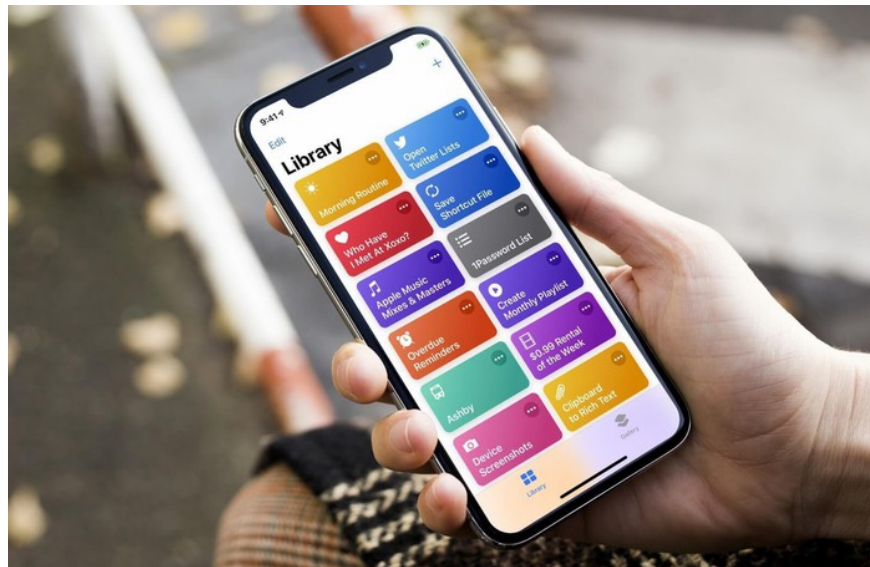 9:41
Edit
Library
Morning Routine
Open
Twitter Lists
Who Have
I Met At Xoxo?
Save
Shortcut File
Apple Music
Mixes & Masters
1Password List
Overdue
Reminders
Create
Monthly Playlist
Ashby
$0.99 Rental
of the Week
Device
Screenshots
Clipboard
to Rich Text
Library
Gallery